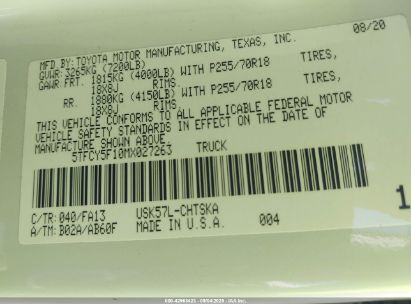 MFD.BY:TOYOTA MOTOR MANUFACTURING, TEXAS, INC. 08/20
GVWR:3265KG (7200LB)
GAWR:FRT. 1815KG (4000LB) WITH P255/70R18 TIRES,
18X8J RIMS,
RR. 1880KG (4150LB) WITH P255/70R18 TIRES,
18X8J RIMS
THIS VEHICLE CONFORMS TO ALL APPLICABLE FEDERAL MOTOR
VEHICLE SAFETY STANDARDS IN EFFECT ON THE DATE OF
MANUFACTURE SHOWN ABOVE.
5TFCY5F10MX027263 TRUCK
C/TR:040/FA13 USK57L-CHTSKA
A/TM:B02A/AB60F MADE IN U.S.A. 004
1